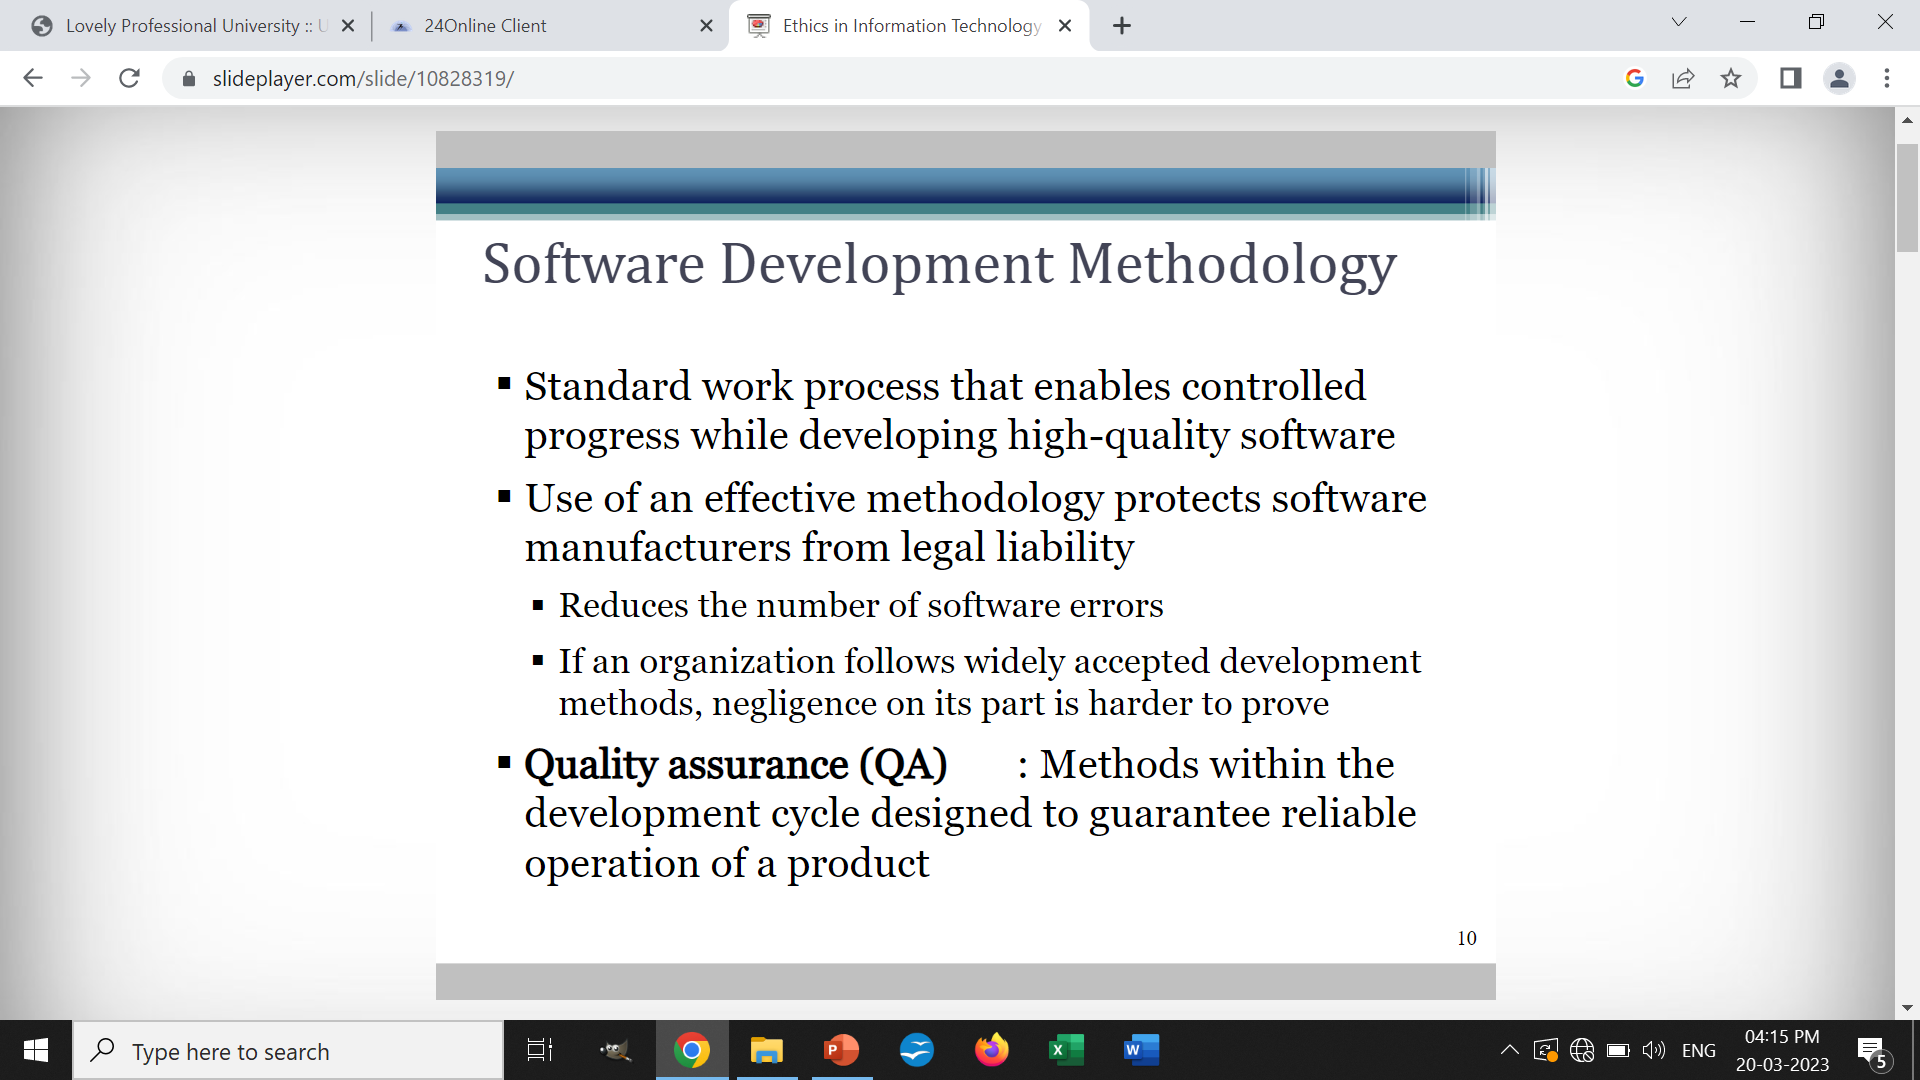 Lovely Professional University :: U
24Online Client
Ethics in Information Technology
slideplayer.com/slide/10828319/
Software Development Methodology
▪ Standard work process that enables controlled
progress while developing high-quality software
▪ Use of an effective methodology protects software
manufacturers from legal liability
▪ Reduces the number of software errors
▪ If an organization follows widely accepted development
methods, negligence on its part is harder to prove
▪ Quality assurance (QA) : Methods within the
development cycle designed to guarantee reliable
operation of a product
10
Type here to search
P
X
W
ENG
04:15 PM
20-03-2023
5